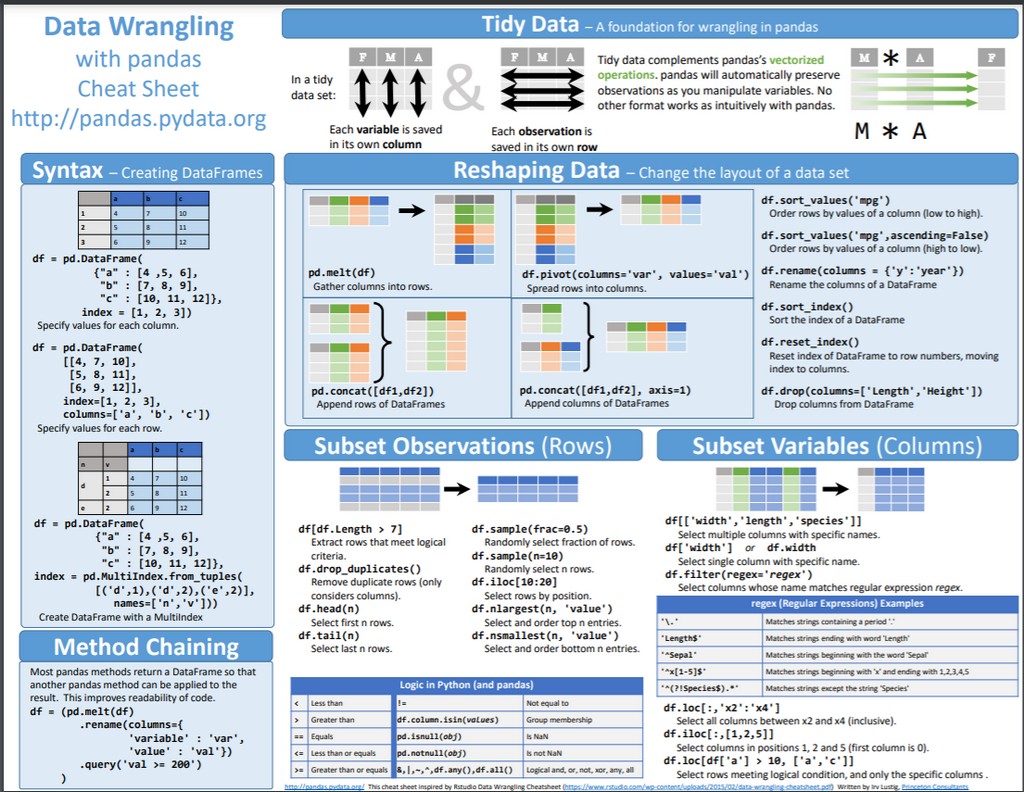 Data Wrangling
with pandas
Cheat Sheet
http://pandas.pydata.org
Tidy Data – A foundation for wrangling in pandas
In a tidy
data set:
F M A
&
F M A
Each variable is saved
in its own column
Each observation is
saved in its own row
Tidy data complements pandas's vectorized
operations. pandas will automatically preserve
observations as you manipulate variables. No
other format works as intuitively with pandas.
M * A F
M * A
Syntax – Creating DataFrames
a b c
1 4 7 10
2 5 8 11
3 6 9 12
df = pd.DataFrame(
{"a" : [4 ,5, 6],
"b" : [7, 8, 9],
"c" : [10, 11, 12]},
index = [1, 2, 3])
Specify values for each column.
df = pd.DataFrame(
[[4, 7, 10],
[5, 8, 11],
[6, 9, 12]],
index=[1, 2, 3],
columns=['a', 'b', 'c'])
Specify values for each row.
a b c
n v
d 1 4 7 10
2 5 8 11
e 2 6 9 12
df = pd.DataFrame(
{"a" : [4 ,5, 6],
"b" : [7, 8, 9],
"c" : [10, 11, 12]},
index = pd.MultiIndex.from_tuples(
[('d',1),('d',2),('e',2)],
names=['n','v']))
Create DataFrame with a MultiIndex
Method Chaining
Most pandas methods return a DataFrame so that
another pandas method can be applied to the
result. This improves readability of code.
df = (pd.melt(df)
.rename(columns={
'variable' : 'var',
'value' : 'val'})
.query('val >= 200')
)
Reshaping Data – Change the layout of a data set
pd.melt(df)
Gather columns into rows.
df.pivot(columns='var', values='val')
Spread rows into columns.
pd.concat([df1,df2])
Append rows of DataFrames
pd.concat([df1,df2], axis=1)
Append columns of DataFrames
df.sort_values('mpg')
Order rows by values of a column (low to high).
df.sort_values('mpg',ascending=False)
Order rows by values of a column (high to low).
df.rename(columns = {'y':'year'})
Rename the columns of a DataFrame
df.sort_index()
Sort the index of a DataFrame
df.reset_index()
Reset index of DataFrame to row numbers, moving
index to columns.
df.drop(columns=['Length','Height'])
Drop columns from DataFrame
Subset Observations (Rows)
df[df.Length > 7]
Extract rows that meet logical
criteria.
df.drop_duplicates()
Remove duplicate rows (only
considers columns).
df.head(n)
Select first n rows.
df.tail(n)
Select last n rows.
df.sample(frac=0.5)
Randomly select fraction of rows.
df.sample(n=10)
Randomly select n rows.
df.iloc[10:20]
Select rows by position.
df.nlargest(n, 'value')
Select and order top n entries.
df.nsmallest(n, 'value')
Select and order bottom n entries.
Logic in Python (and pandas)
< Less than != Not equal to
> Greater than df.column.isin(values) Group membership
== Equals pd.isnull(obj) Is NaN
<= Less than or equals pd.notnull(obj) Is not NaN
>= Greater than or equals &,|,~,^,df.any(),df.all() Logical and, or, not, xor, any, all
Subset Variables (Columns)
df[['width','length','species']]
Select multiple columns with specific names.
df['width'] or df.width
Select single column with specific name.
df.filter(regex='regex')
Select columns whose name matches regular expression regex.
regex (Regular Expressions) Examples
'\.' Matches strings containing a period '.'
'Length$' Matches strings ending with word 'Length'
'^Sepal' Matches strings beginning with the word 'Sepal'
'^x[1-5]$' Matches strings beginning with 'x' and ending with 1,2,3,4,5
'^(?!Species$).*' Matches strings except the string 'Species'
df.loc[:,'x2':'x4']
Select all columns between x2 and x4 (inclusive).
df.iloc[:,[1,2,5]]
Select columns in positions 1, 2 and 5 (first column is 0).
df.loc[df['a'] > 10, ['a','c']]
Select rows meeting logical condition, and only the specific columns .
http://pandas.pydata.org/ This cheat sheet inspired by Rstudio Data Wrangling Cheatsheet (https://www.rstudio.com/wp-content/uploads/2015/02/data-wrangling-cheatsheet.pdf) Written by Irv Lustig, Princeton Consultants